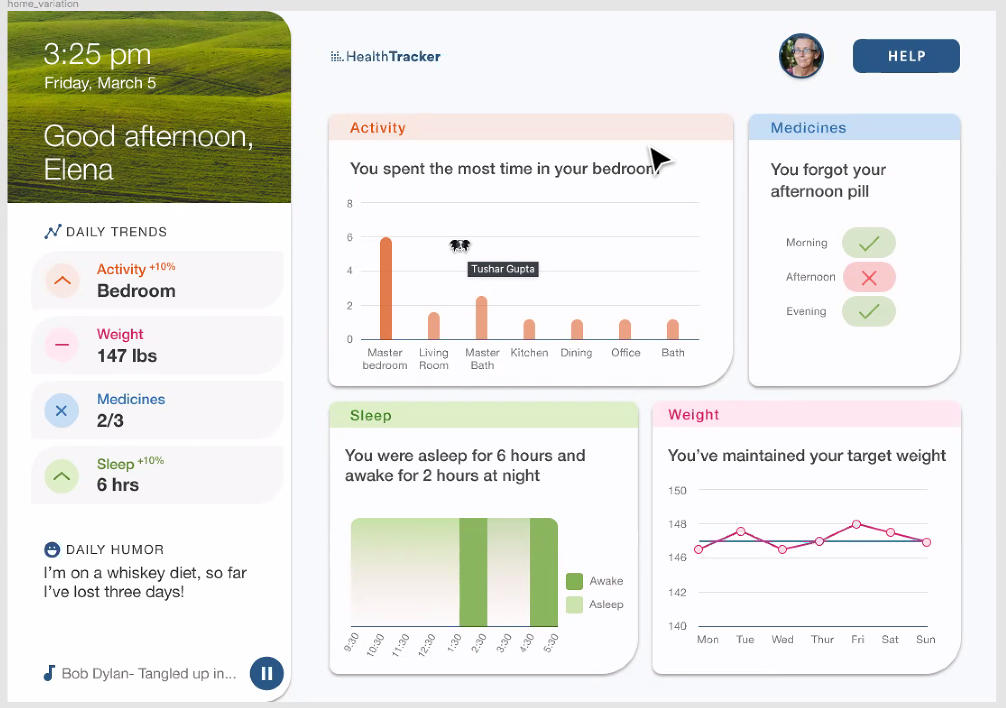 home_variation
3:25 pm
Friday, March 5
Good afternoon,
Elena
DAILY TRENDS
Activity +10%
Bedroom
Weight
147 lbs
Medicines
2/3
Sleep +10%
6 hrs
DAILY HUMOR
I'm on a whiskey diet, so far
I've lost three days!
Bob Dylan- Tangled up in...
HealthTracker
HELP
Activity
You spent the most time in your bedroom
8
6
4
2
0
Tushar Gupta
Master
bedroom
Living
Room
Master
Bath
Kitchen
Dining
Office
Bath
Medicines
You forgot your
afternoon pill
Morning
Afternoon
Evening
Sleep
You were asleep for 6 hours and
awake for 2 hours at night
Awake
Asleep
9:30
10:30
11:30
12:30
1:30
2:30
3:30
4:30
5:30
Weight
You've maintained your target weight
150
148
146
142
140
Mon
Tue
Wed
Thur
Fri
Sat
Sun